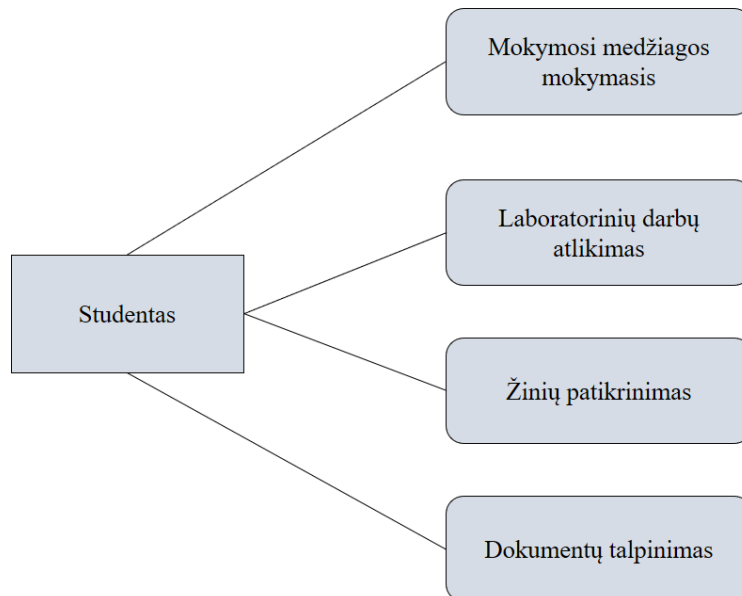 Mokymosi medžiagos
mokymasis
Laboratorinių darbų
atlikimas
Studentas
Žinių patikrinimas
Dokumentų talpinimas